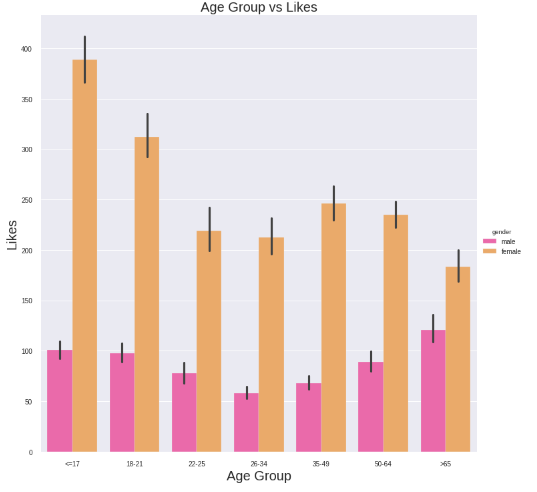 Age Group vs Likes
Likes
400
350
300
250
200
150
100
50
0
<=17 18-21 22-25 26-34 35-49 50-64 >65
Age Group
gender
male
female